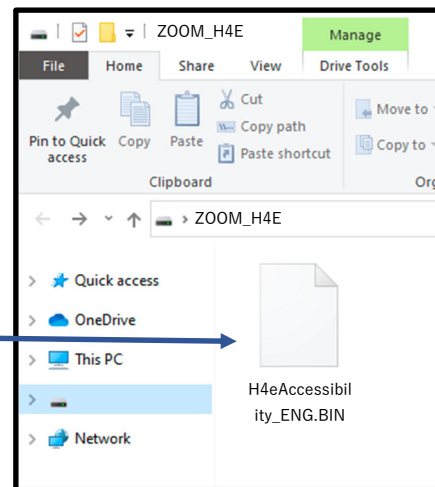 ZOOM_H4E
Manage
File Home Share View Drive Tools
Pin to Quick access
Copy
Paste
Cut
Copy path
Paste shortcut
Move to
Copy to
Clipboard
Org
ZOOM_H4E
Quick access
OneDrive
This PC
Network
H4eAccessibil
ity_ENG.BIN